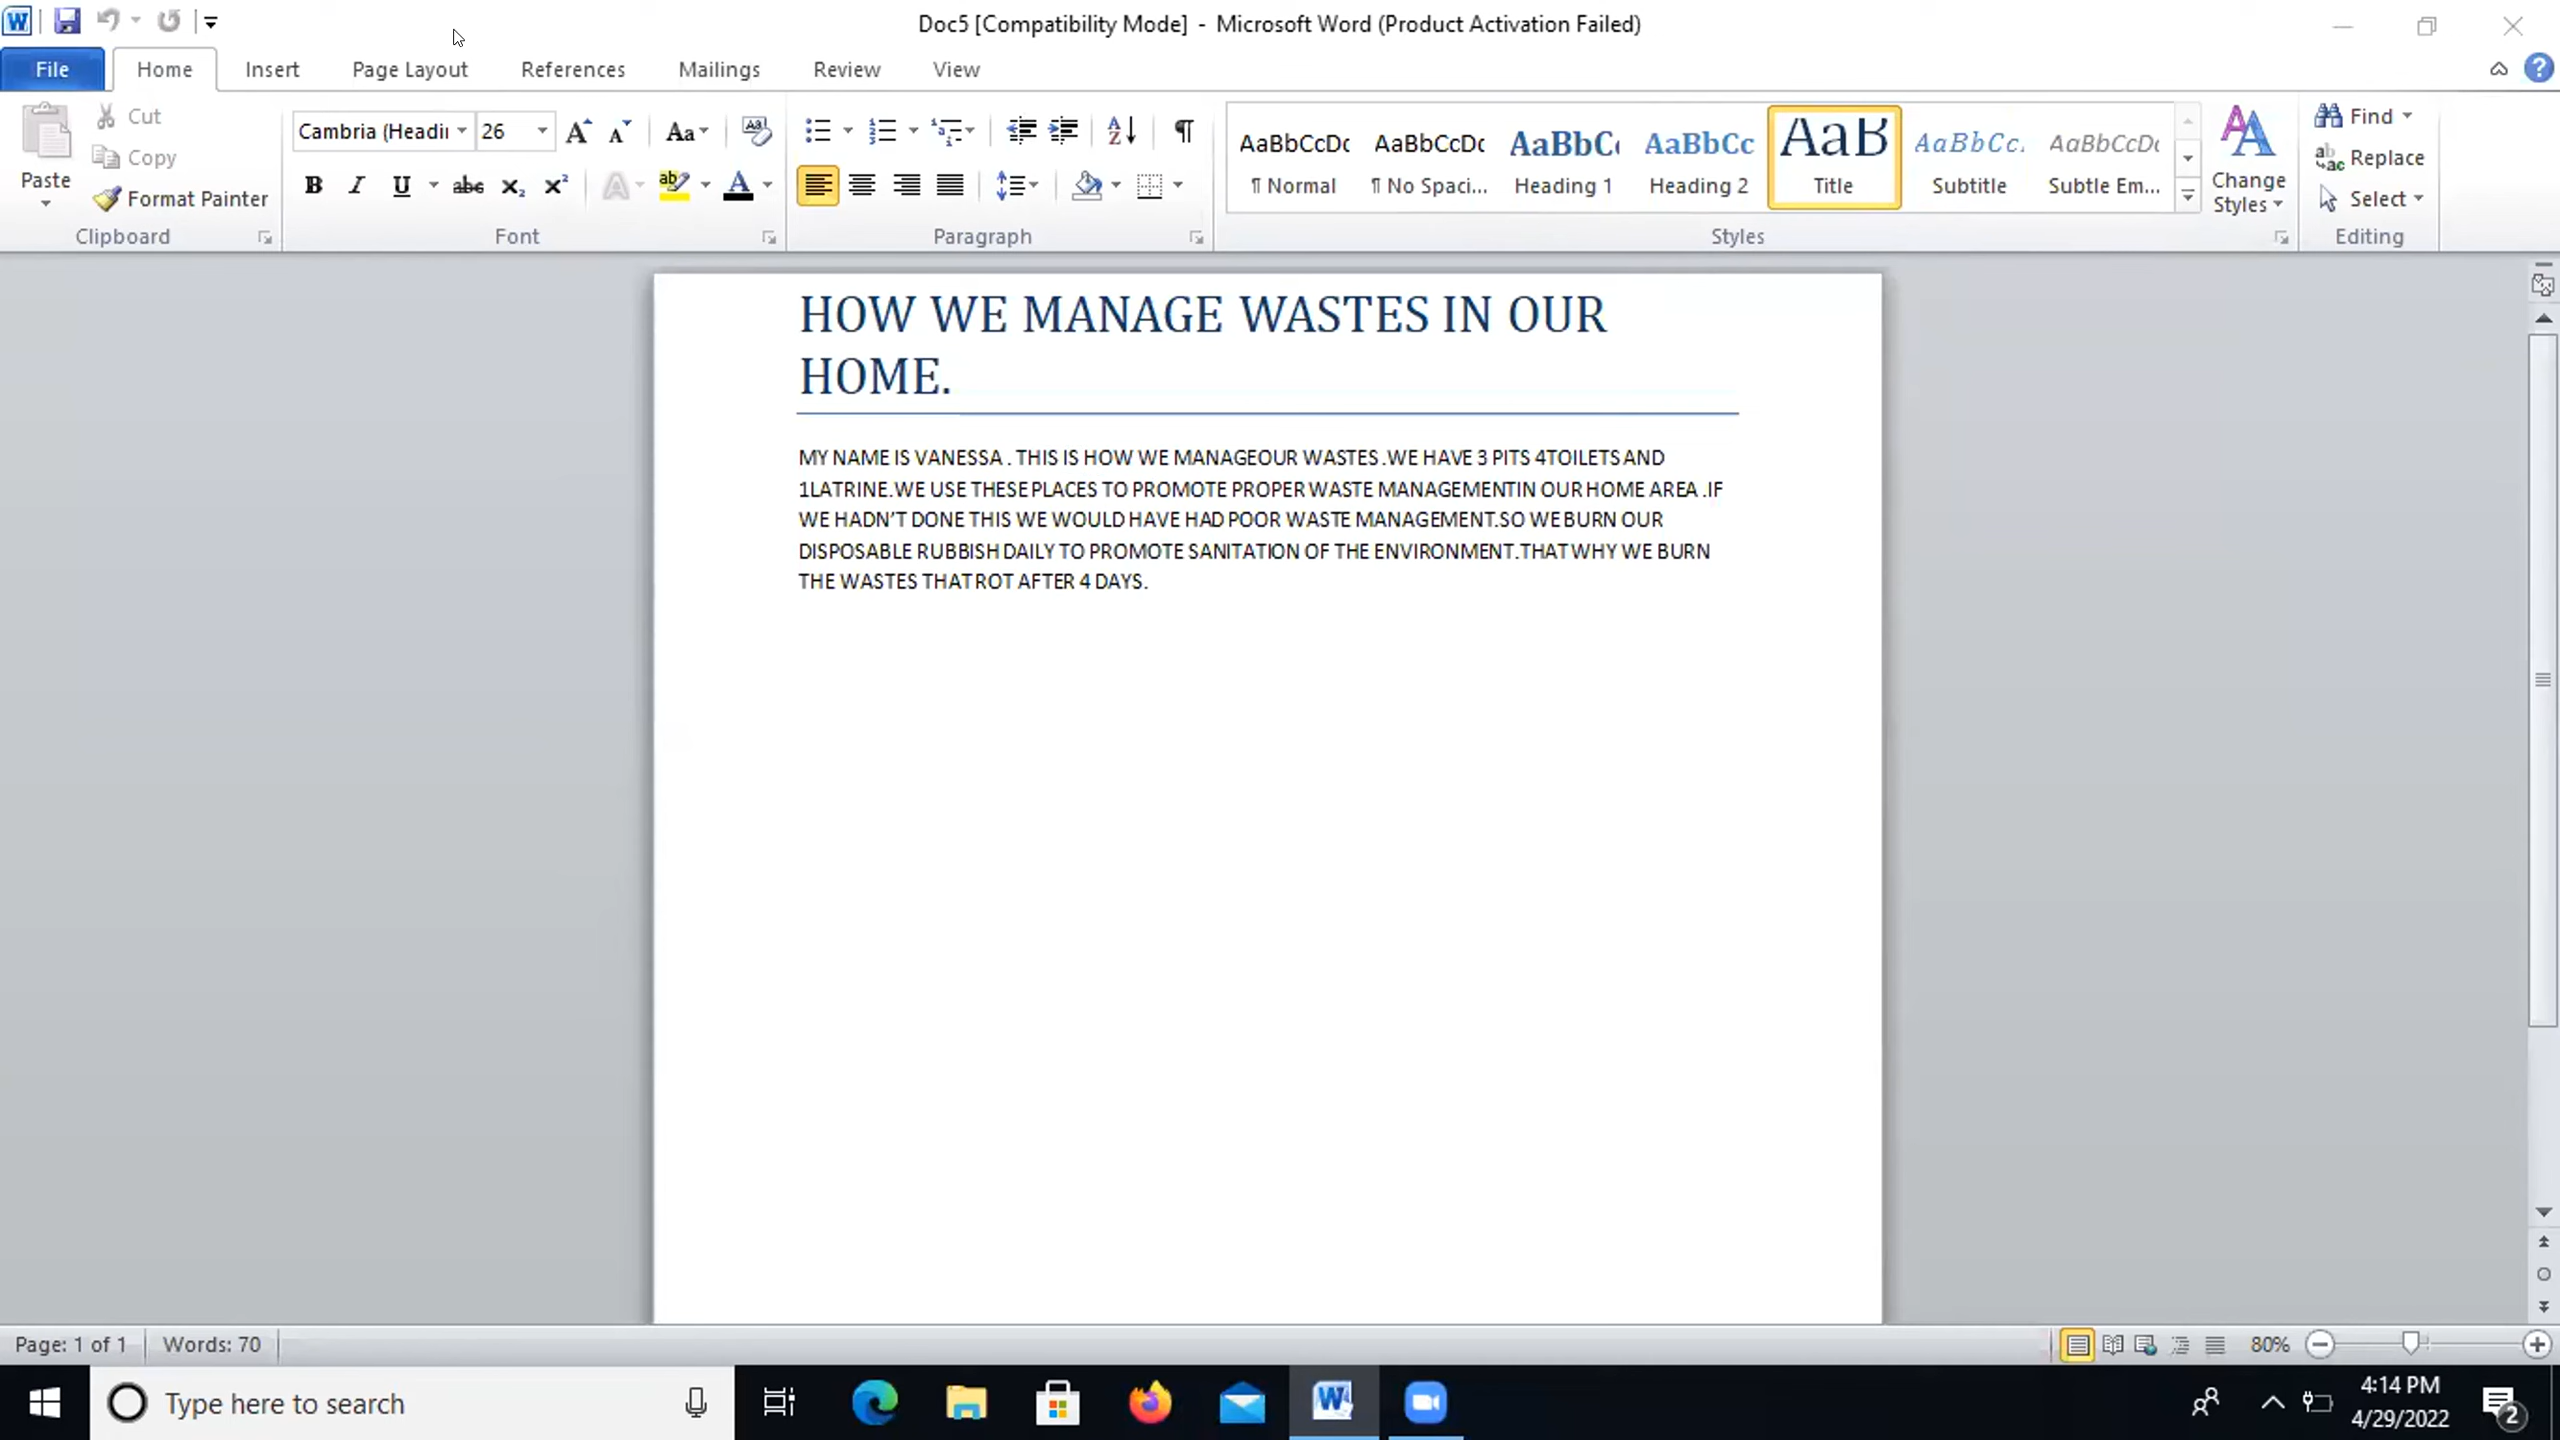 Doc5 [Compatibility Mode] - Microsoft Word (Product Activation Failed)
File Home Insert Page Layout References Mailings Review View
Paste
Cut
Copy
Format Painter
Clipboard
Cambria (Headi 26
Font
Paragraph
AaBbCcDc AaBbCcDc AaBbC AaBbCc AaB AaBbCc. AaBbCcDc
¶ Normal ¶ No Spaci... Heading 1 Heading 2 Title Subtitle Subtle Em...
Change
Styles
Styles
Find
Replace
Select
Editing
HOW WE MANAGE WASTES IN OUR
HOME.
MY NAME IS VANESSA . THIS IS HOW WE MANAGEOUR WASTES .WE HAVE 3 PITS 4TOILETS AND
1LATRINE.WE USE THESE PLACES TO PROMOTE PROPER WASTE MANAGEMENTIN OUR HOME AREA .IF
WE HADN’T DONE THIS WE WOULD HAVE HAD POOR WASTE MANAGEMENT.SO WE BURN OUR
DISPOSABLE RUBBISH DAILY TO PROMOTE SANITATION OF THE ENVIRONMENT.THAT WHY WE BURN
THE WASTES THAT ROT AFTER 4 DAYS.
Page: 1 of 1 Words: 70
80%
Type here to search
4:14 PM
4/29/2022
2